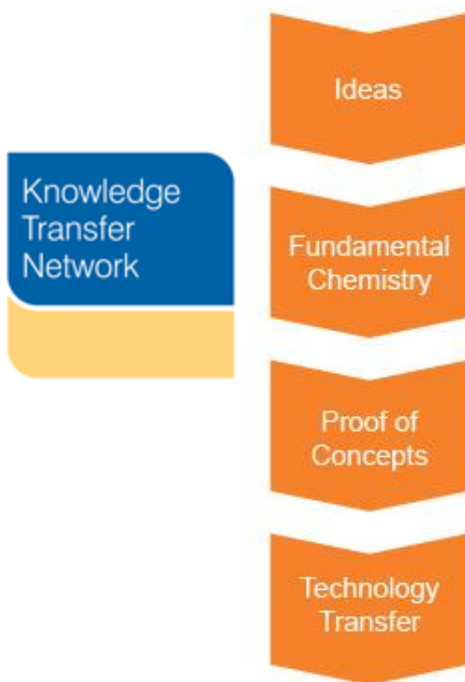 Knowledge
Transfer
Network
Ideas
Fundamental
Chemistry
Proof of
Concepts
Technology
Transfer